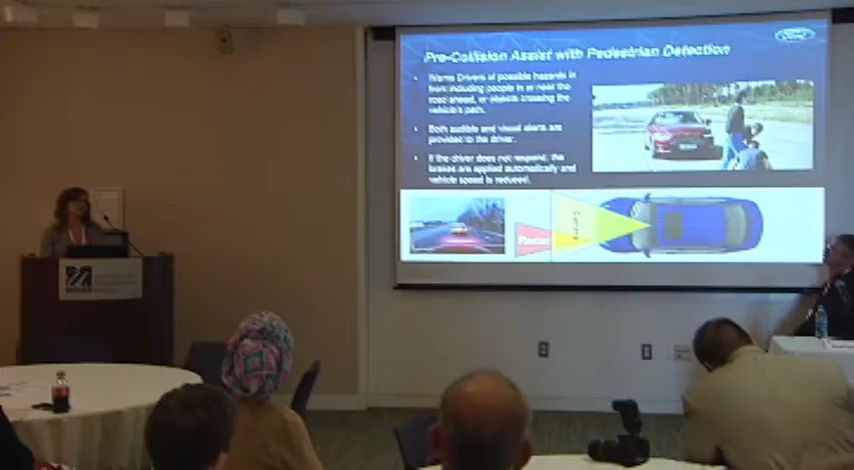 Ford
Pre-Collision Assist with Pedestrian Detection
Warns Drivers of possible hazards in
front including people in or near the
road ahead, or objects crossing the
vehicle's path.
Both audible and visual alerts are
provided to the driver.
If the driver does not respond, the
brakes are applied automatically and
vehicle speed is reduced.
Radar
Camera